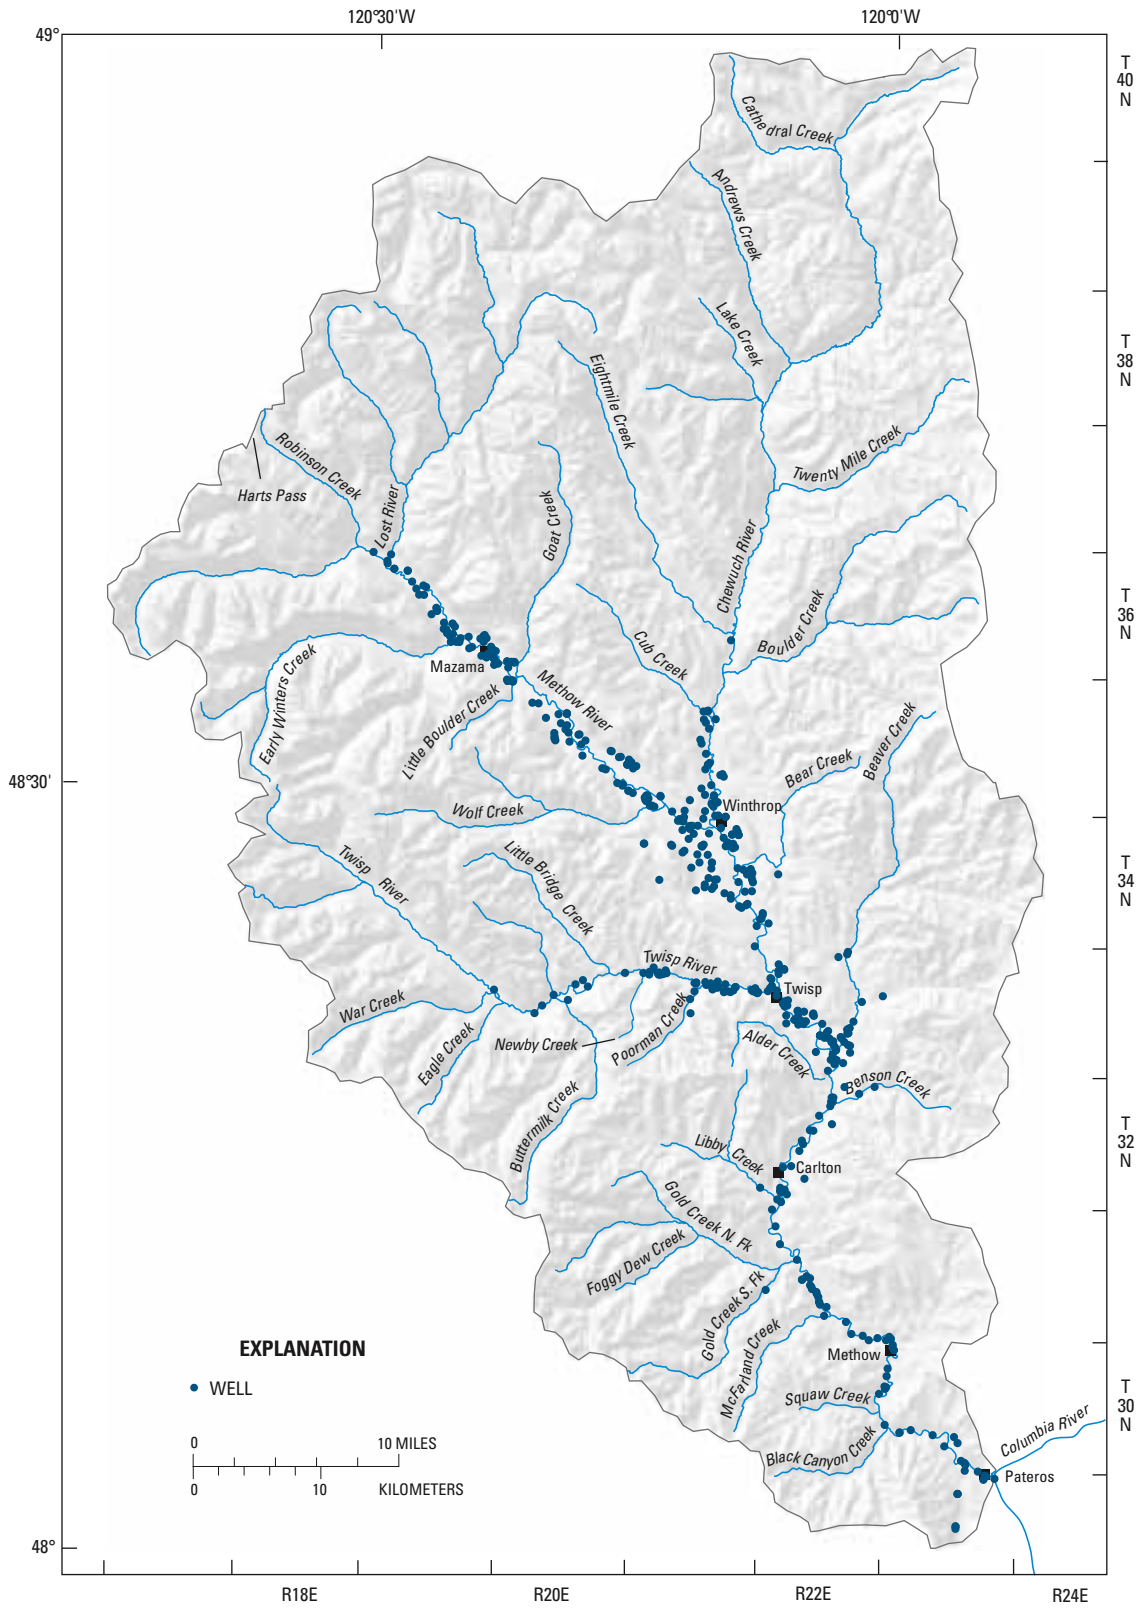 120°30'W
120°0'W
49°
T
40
N
Cathedral Creek
Andrews Creek
Lake Creek
T
38
N
Eightmile Creek
Robinson Creek
Harts Pass
Lost River
Goat Creek
Twenty Mile Creek
Chewuch River
Boulder Creek
T
36
N
Cub Creek
Mazama
Early Winters Creek
Little Boulder Creek
Methow River
Beaver Creek
Bear Creek
48°30'
Wolf Creek
Winthrop
Twisp River
Little Bridge Creek
T
34
N
Twisp River
Twisp
War Creek
Eagle Creek
Newby Creek
Poorman Creek
Alder Creek
Benson Creek
Buttermilk Creek
T
32
N
Libby Creek
Carlton
Gold Creek N. Fk
Foggy Dew Creek
Gold Creek S. Fk
McFarland Creek
Methow
EXPLANATION
WELL
Squaw Creek
T
30
N
Black Canyon Creek
Columbia River
Pateros
0 10 MILES
0 10 KILOMETERS
48°
R18E
R20E
R22E
R24E